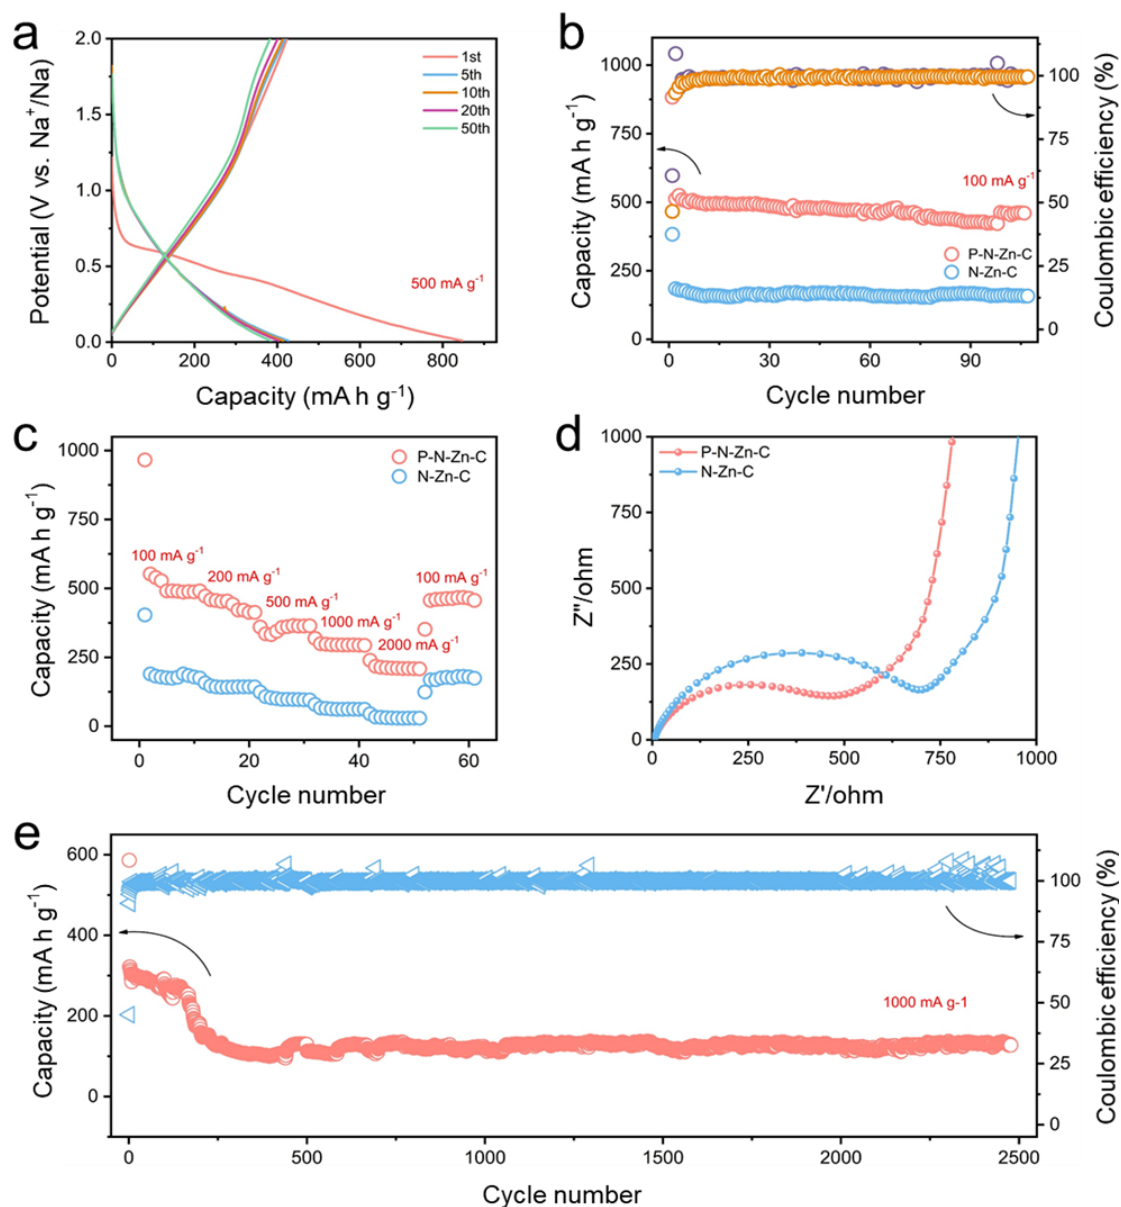 a
2.0
1.5
1.0
0.5
0.0
Potential (V vs. Na⁺/Na)
1st
5th
10th
20th
50th
500 mA g⁻¹
0
200
400
600
800
Capacity (mA h g⁻¹)
b
1000
750
500
250
0
Capacity (mA h g⁻¹)
100
75
50
25
0
Coulombic efficiency (%)
100 mA g⁻¹
P-N-Zn-C
N-Zn-C
0
30
60
90
Cycle number
c
1000
750
500
250
0
Capacity (mA h g⁻¹)
P-N-Zn-C
N-Zn-C
100 mA g⁻¹
200 mA g⁻¹
500 mA g⁻¹
1000 mA g⁻¹
2000 mA g⁻¹
100 mA g⁻¹
0
20
40
60
Cycle number
d
1000
750
500
250
0
Z"/ohm
P-N-Zn-C
N-Zn-C
0
250
500
750
1000
Z'/ohm
e
600
400
200
0
Capacity (mA h g⁻¹)
100
75
50
25
0
Coulombic efficiency (%)
1000 mA g-1
0
500
1000
1500
2000
2500
Cycle number